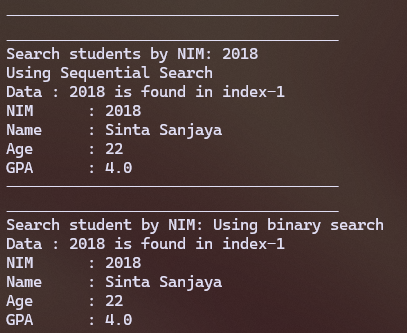 Search students by NIM: 2018
Using Sequential Search
Data : 2018 is found in index-1
NIM      : 2018
Name     : Sinta Sanjaya
Age      : 22
GPA      : 4.0
Search student by NIM: Using binary search
Data : 2018 is found in index-1
NIM      : 2018
Name     : Sinta Sanjaya
Age      : 22
GPA      : 4.0